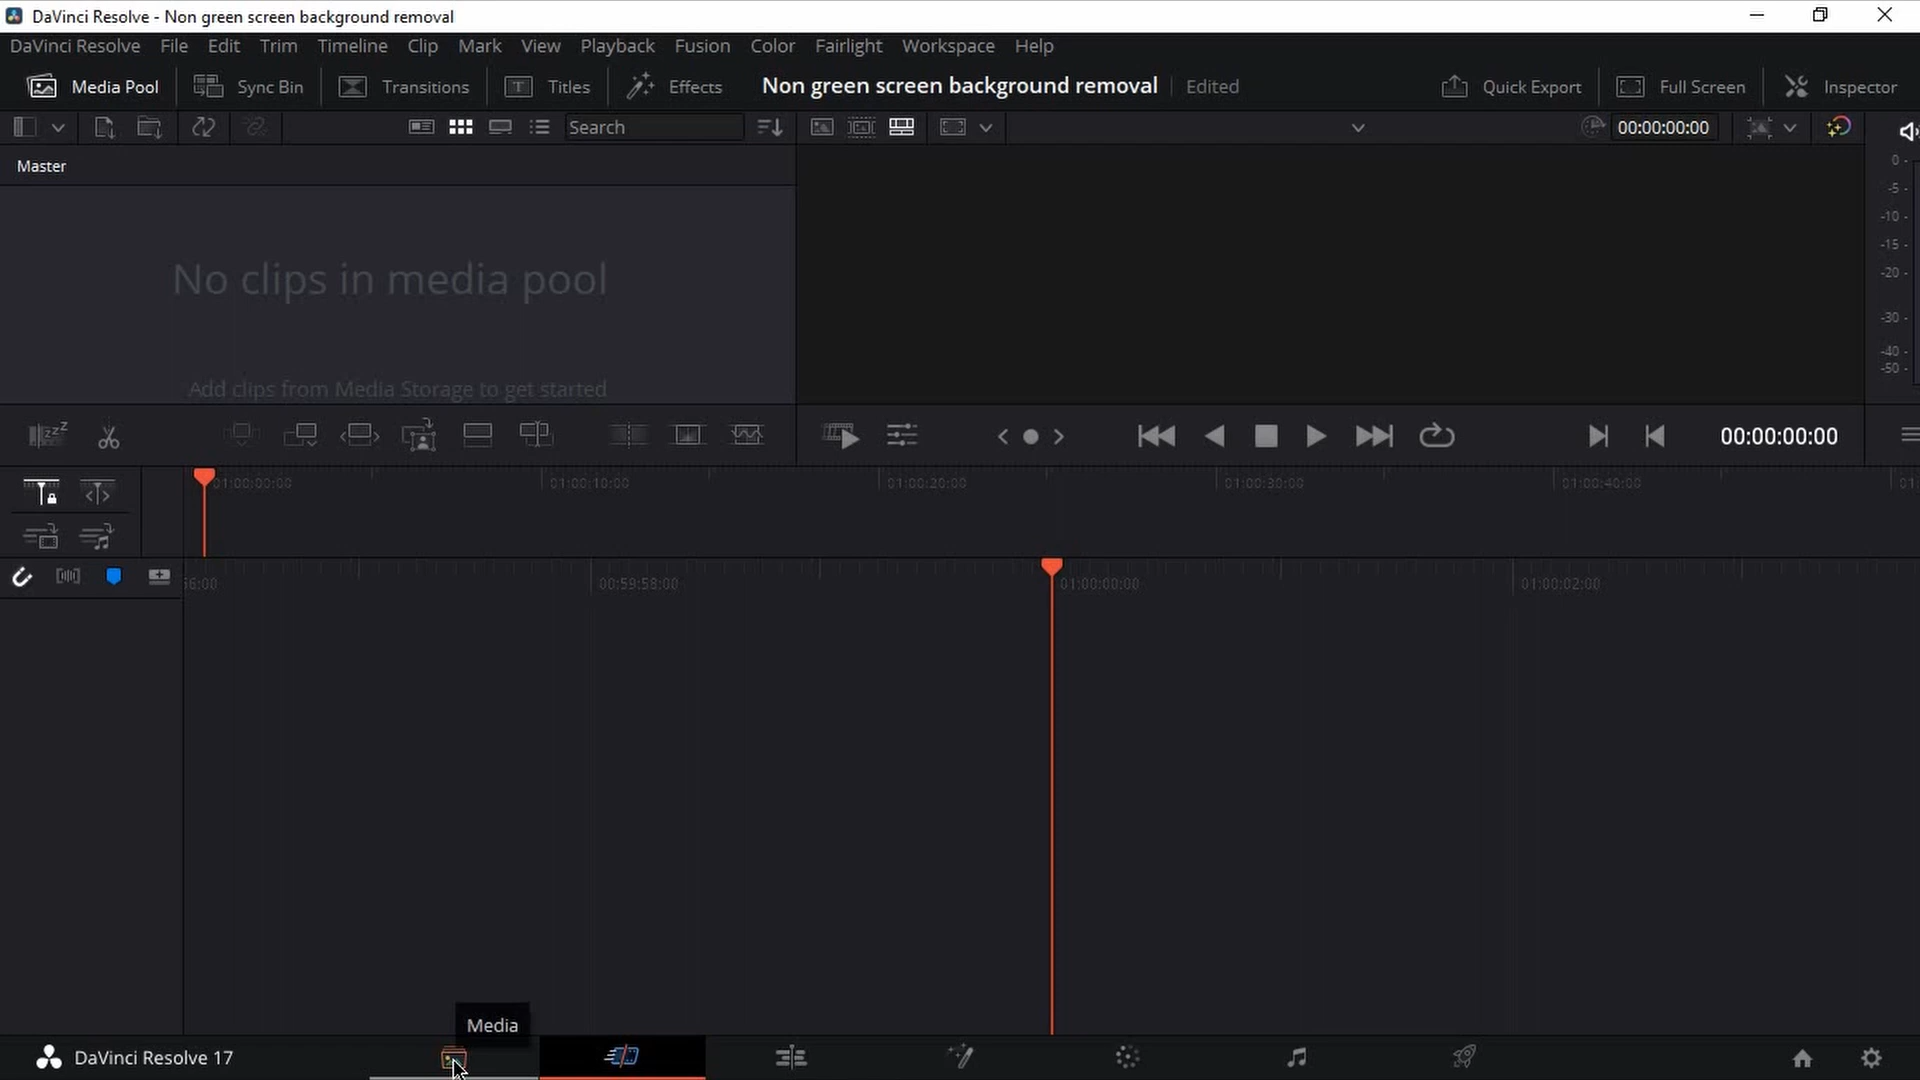 DaVinci Resolve - Non green screen background removal
DaVinci Resolve File Edit Trim Timeline Clip Mark View Playback Fusion Color Fairlight Workspace Help
Media Pool Sync Bin Transitions Titles Effects Non green screen background removal Edited Quick Export Full Screen Inspector
Search 00:00:00:00
Master
0 -
-5 -
-10 -
-15 -
-20 -
-30 -
-40 -
-50 -
No clips in media pool
Add clips from Media Storage to get started
zzZ
00:00:00:00
01:00:00:00 01:00:10:00 01:00:20:00 01:00:30:00 01:00:40:00 01:
56:00 00:59:58:00 01:00:00:00 01:00:02:00
Media
DaVinci Resolve 17